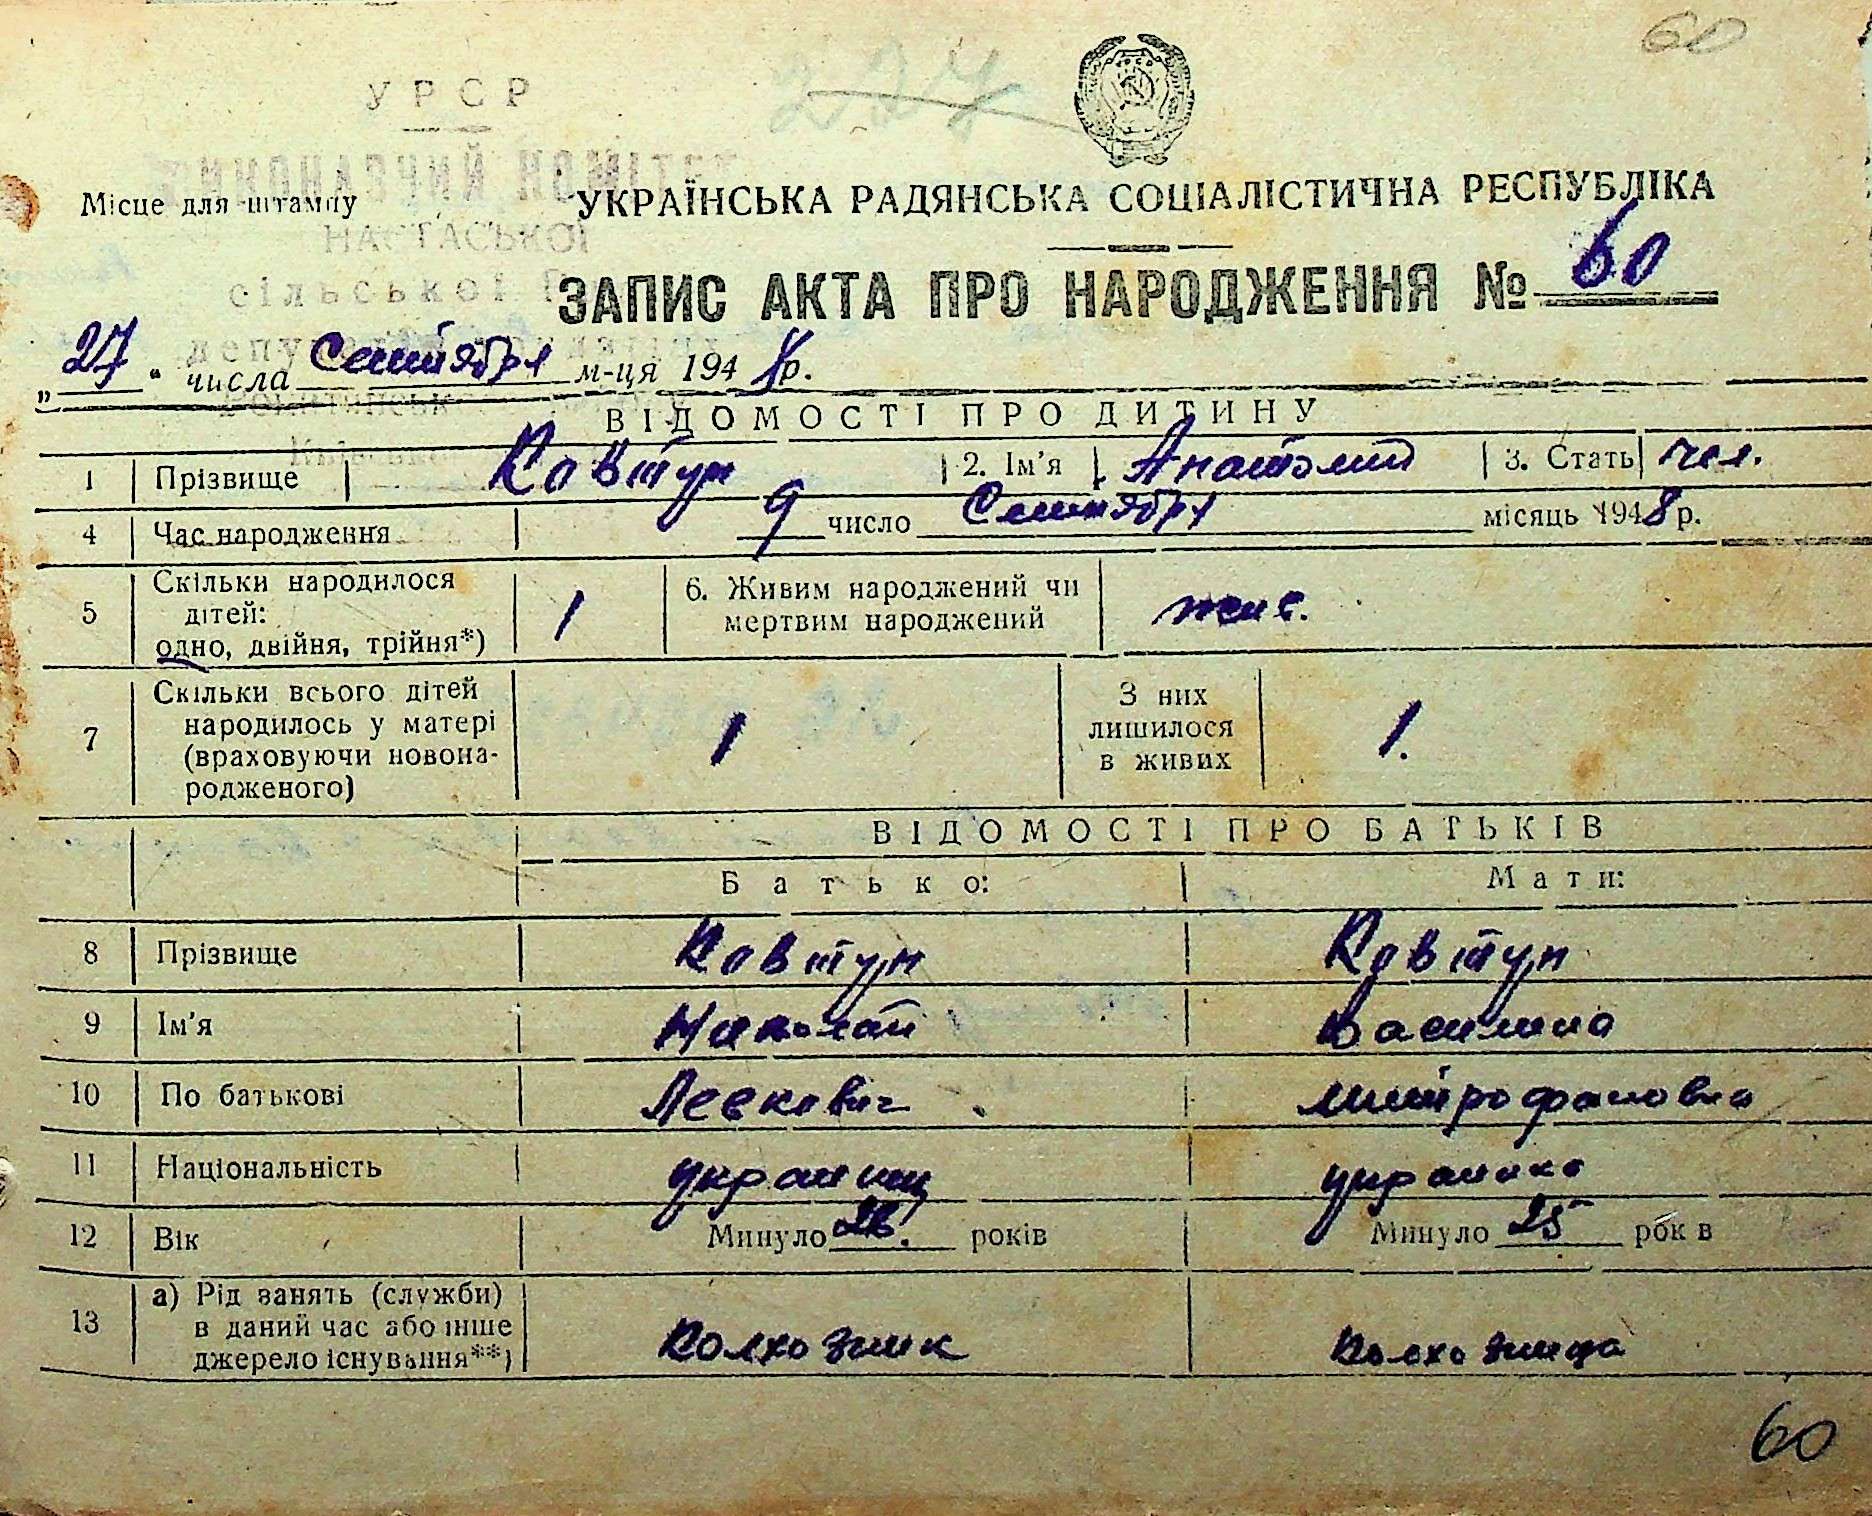 60
227
УРСР
ВИКОНАВЧИЙ КОМІТЕТ
Місце для штампу
УКРАЇНСЬКА РАДЯНСЬКА СОЦІАЛІСТИЧНА РЕСПУБЛІКА
НАСТАСЬКОЇ
сільської
ЗАПИС АКТА ПРО НАРОДЖЕННЯ № 60
депутатів трудящих
„27“ числа Сентября м-ця 1948 р.
ВІДОМОСТІ ПРО ДИТИНУ
1 Прізвище Ковтун 2. Ім'я Анатолий 3. Стать чел.
4 Час народження 9 число Сентября місяць 1948 р.
5 Скільки народилося дітей: одно, двійня, трійня*) 1 6. Живим народжений чи мертвим народжений жив.
7 Скільки всього дітей народилось у матері (враховуючи новонародженого) 1 З них лишилося в живих 1.
ВІДОМОСТІ ПРО БАТЬКІВ
Батько: Мати:
8 Прізвище Ковтун Ковтун
9 Ім'я Николай Василина
10 По батькові Левкович Митрофановна
11 Національність украинец украинка
12 Вік Минуло 26. років Минуло 25 років
13 а) Рід занять (служби) в даний час або інше джерело існування**) Колхозник Колхозница
60